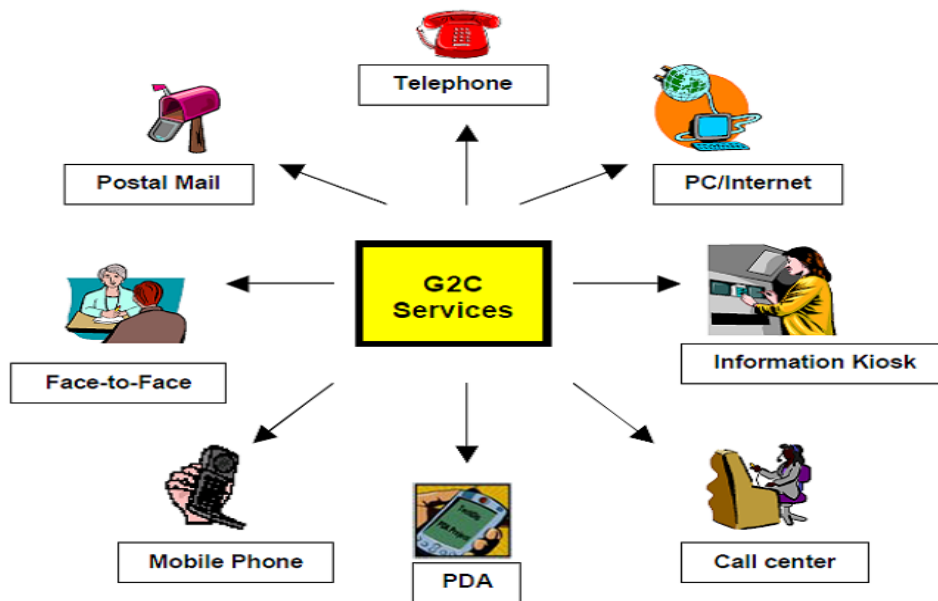 Telephone
Postal Mail
PC/Internet
G2C
Services
Face-to-Face
Information Kiosk
Mobile Phone
PDA
Call center